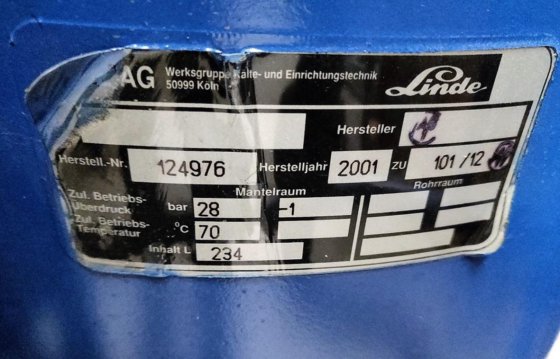 AG Werksgruppe Kälte- und Einrichtungstechnik
50999 Köln
Linde
Hersteller
Herstell.-Nr. 124976 Herstelljahr 2001 ZU 101/12
Mantelraum Rohrraum
Zul. Betriebs-
Überdruck bar 28 -1
Zul. Betriebs-
Temperatur °C 70
Inhalt L 234